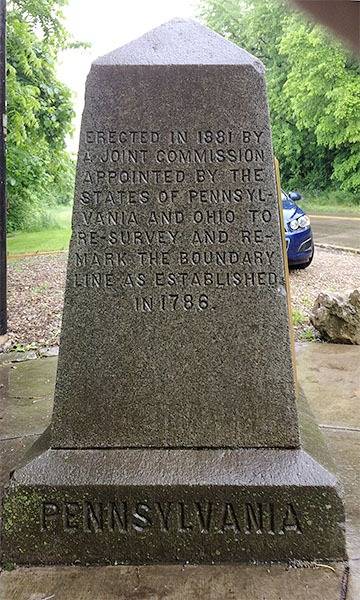 ERECTED IN 1881 BY
A JOINT COMMISSION
APPOINTED BY THE
STATES OF PENNSYL-
VANIA AND OHIO TO
RE-SURVEY AND RE-
MARK THE BOUNDARY
LINE AS ESTABLISHED
IN 1786.
PENNSYLVANIA